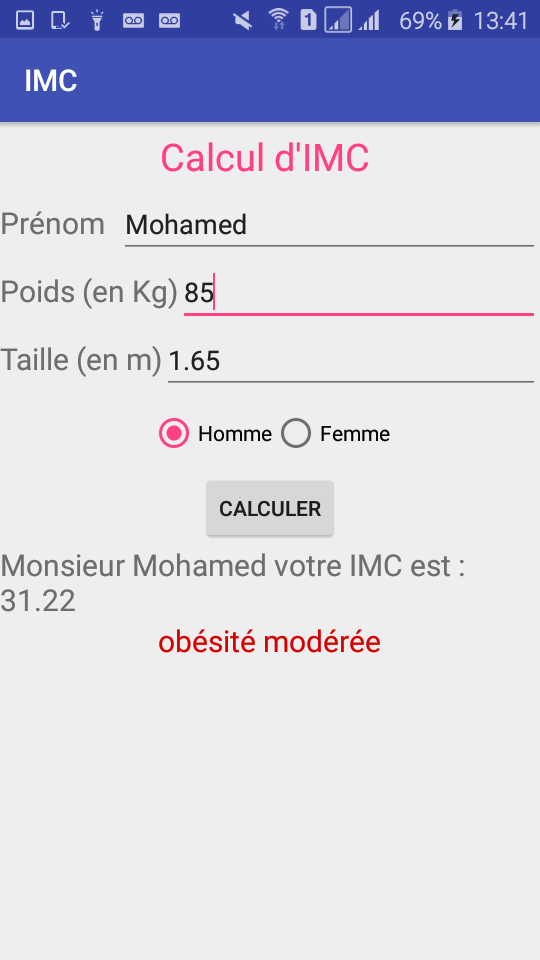 69% 13:41
IMC
Calcul d'IMC
Prénom Mohamed
Poids (en Kg) 85
Taille (en m) 1.65
Homme Femme
CALCULER
Monsieur Mohamed votre IMC est :
31.22
obésité modérée